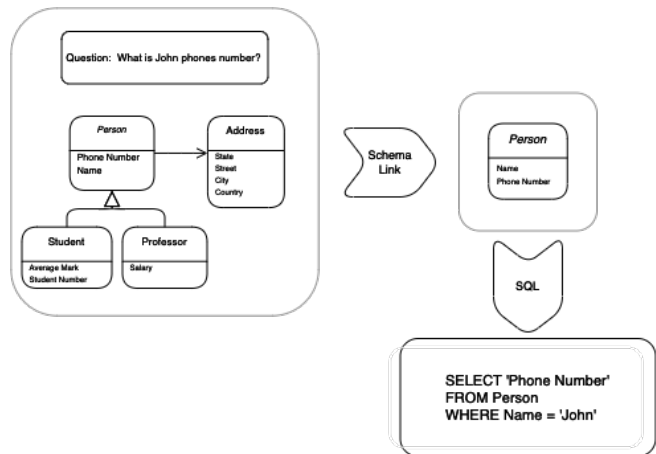 Question: What is John phones number?
Person
Phone Number
Name
Address
State
Street
City
Country
Student
Average Mark
Student Number
Professor
Salary
Schema
Link
Person
Name
Phone Number
SQL
SELECT 'Phone Number'
FROM Person
WHERE Name = 'John'